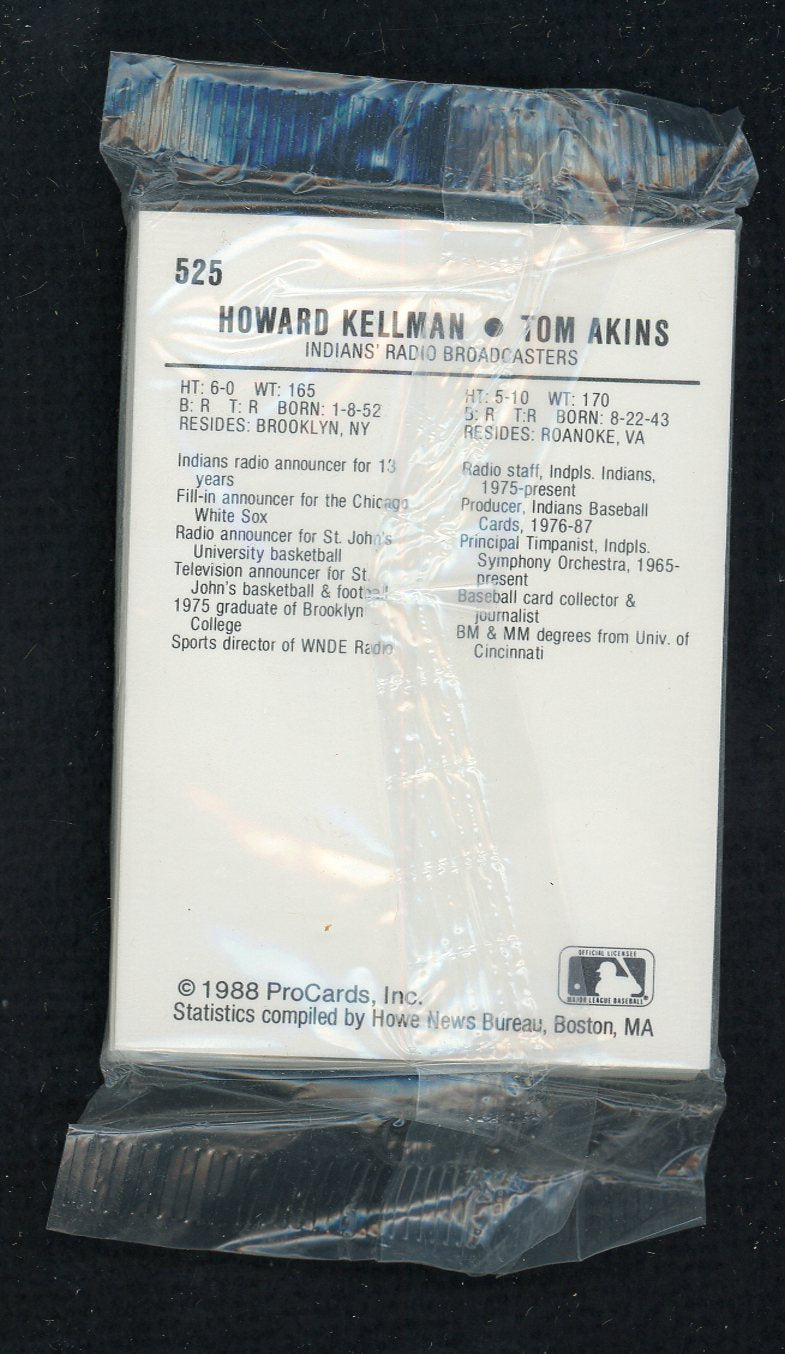 525
HOWARD KELLMAN ● TOM AKINS
INDIANS' RADIO BROADCASTERS
HT: 6-0 WT: 165
B: R T: R BORN: 1-8-52
RESIDES: BROOKLYN, NY
Indians radio announcer for 13
years
Fill-in announcer for the Chicago
White Sox
Radio announcer for St. John's
University basketball
Television announcer for St.
John's basketball & football
1975 graduate of Brooklyn
College
Sports director of WNDE Radio
HT: 5-10 WT: 170
B: R T:R BORN: 8-22-43
RESIDES: ROANOKE, VA
Radio staff, Indpls. Indians,
1975-present
Producer, Indians Baseball
Cards, 1976-87
Principal Timpanist, Indpls.
Symphony Orchestra, 1965-
present
Baseball card collector &
journalist
BM & MM degrees from Univ. of
Cincinnati
OFFICIAL LICENSEE
MAJOR LEAGUE BASEBALL®
© 1988 ProCards, Inc.
Statistics compiled by Howe News Bureau, Boston, MA